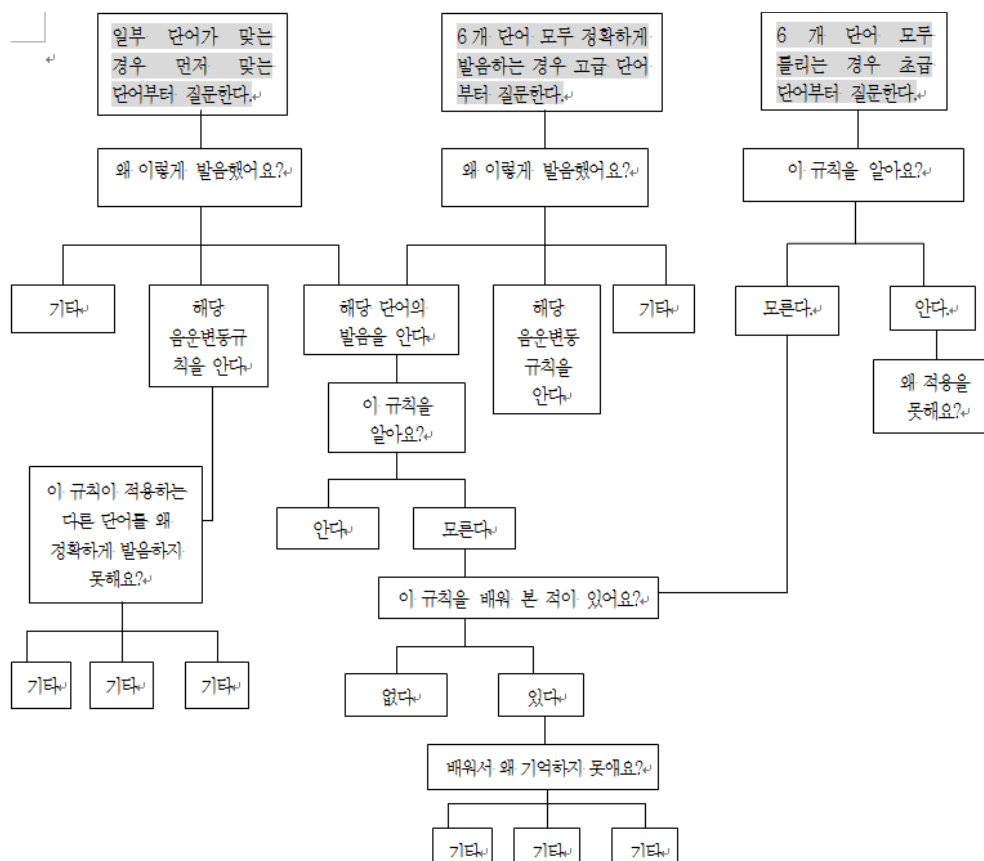 일부 단어가 맞는
경우 먼저 맞는
단어부터 질문한다.
6개 단어 모두 정확하게
발음하는 경우 고급 단어
부터 질문한다.
6 개 단어 모두
틀리는 경우 초급
단어부터 질문한다.
왜 이렇게 발음했어요?
왜 이렇게 발음했어요?
이 규칙을 알아요?
기타
해당
음운변동규
칙을 안다
해당 단어의
발음을 안다
해당
음운변동
규칙을
안다
기타
모른다.
안다.
이 규칙을
알아요?
왜 적용을
못해요?
이 규칙이 적용하는
다른 단어를 왜
정확하게 발음하지
못해요?
안다
모른다
이 규칙을 배워 본 적이 있어요?
기타
기타
기타
없다
있다
배워서 왜 기억하지 못애요?
기타
기타
기타